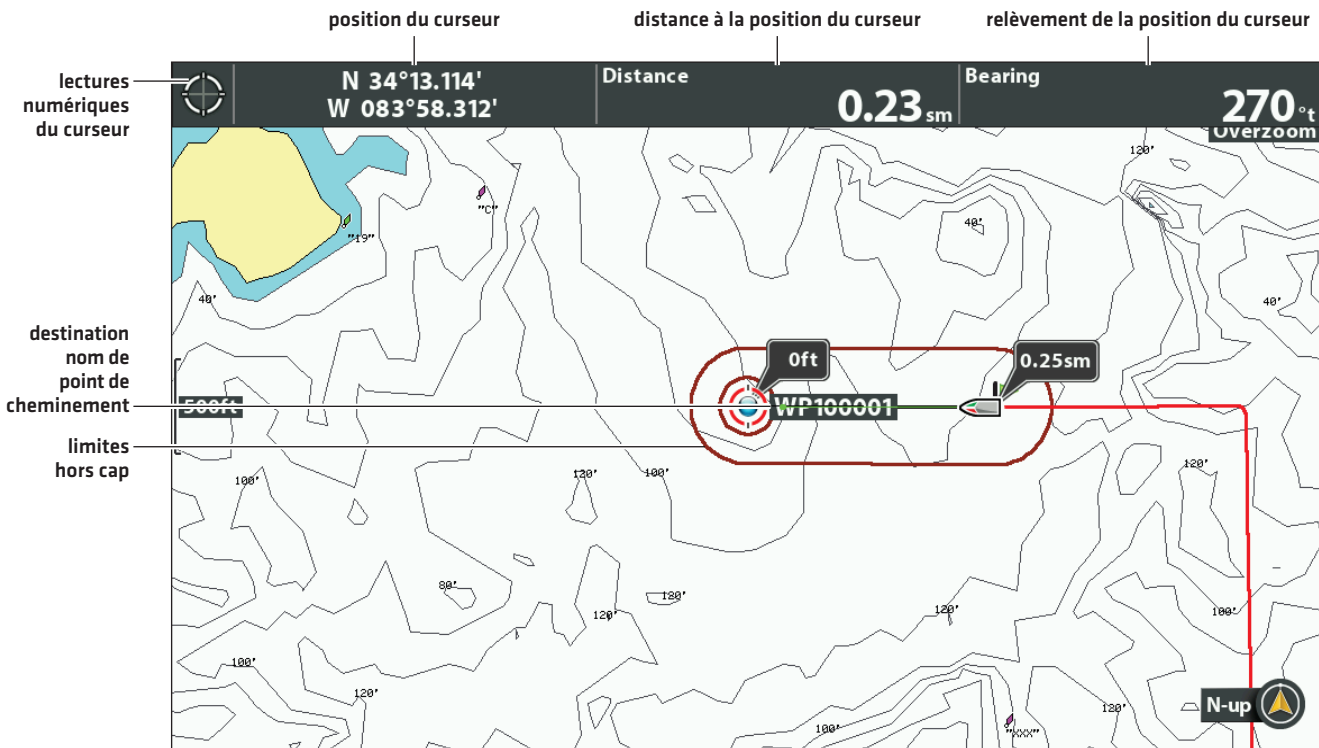 position du curseur
distance à la position du curseur
relèvement de la position du curseur
lectures
numériques
du curseur
N 34°13.114'
W 083°58.312'
Distance
0.23 sm
Bearing
270 °t
Overzoom
120'
"C"
40'
"19"
40'
40'
destination
nom de
point de
cheminement
0ft
0.25sm
500ft
WP100001
limites
hors cap
100'
120'
100'
120'
80'
120'
120'
120'
100'
100'
120'
120'
100'
"XXX"
N-up